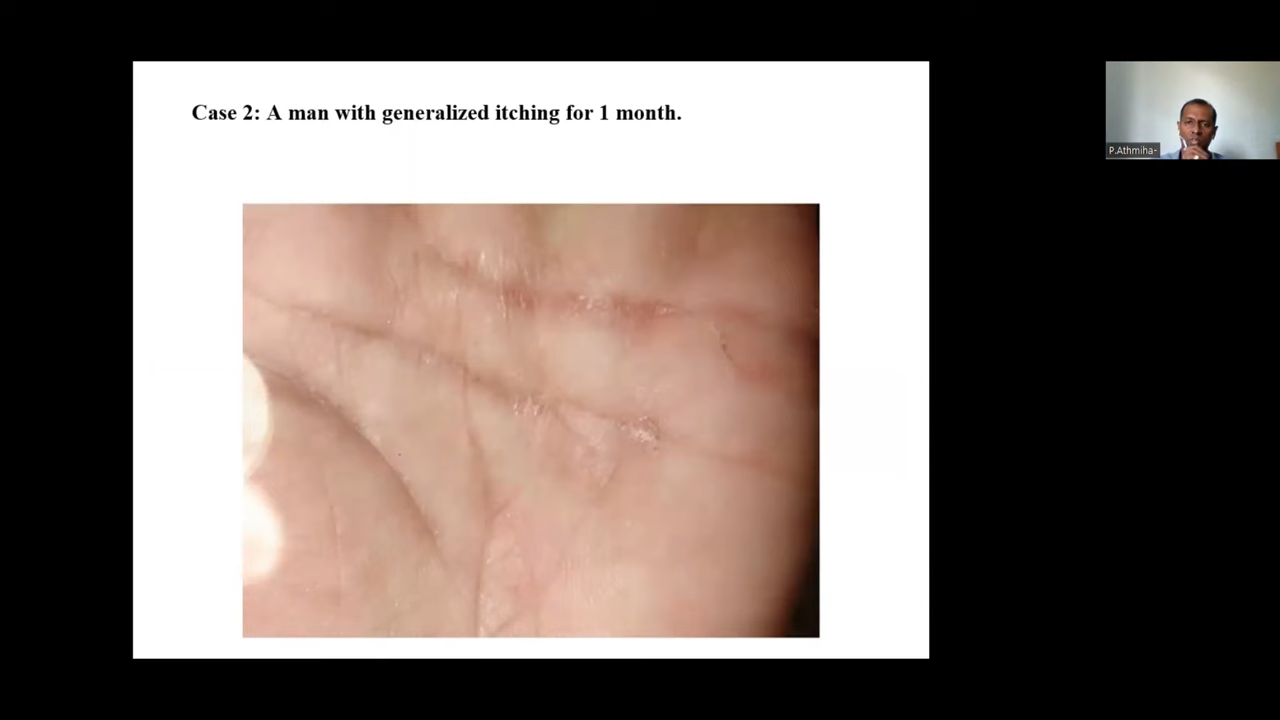 Case 2: A man with generalized itching for 1 month.
P.Athmiha-